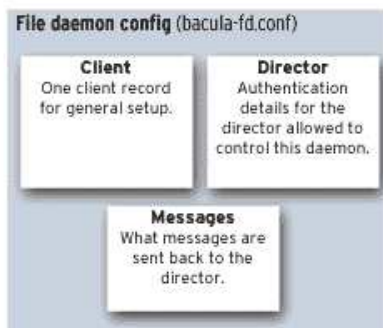 File daemon config (bacula-fd.conf)
Client
One client record
for general setup.
Director
Authentication
details for the
director allowed to
control this daemon.
Messages
What messages are
sent back to the
director.